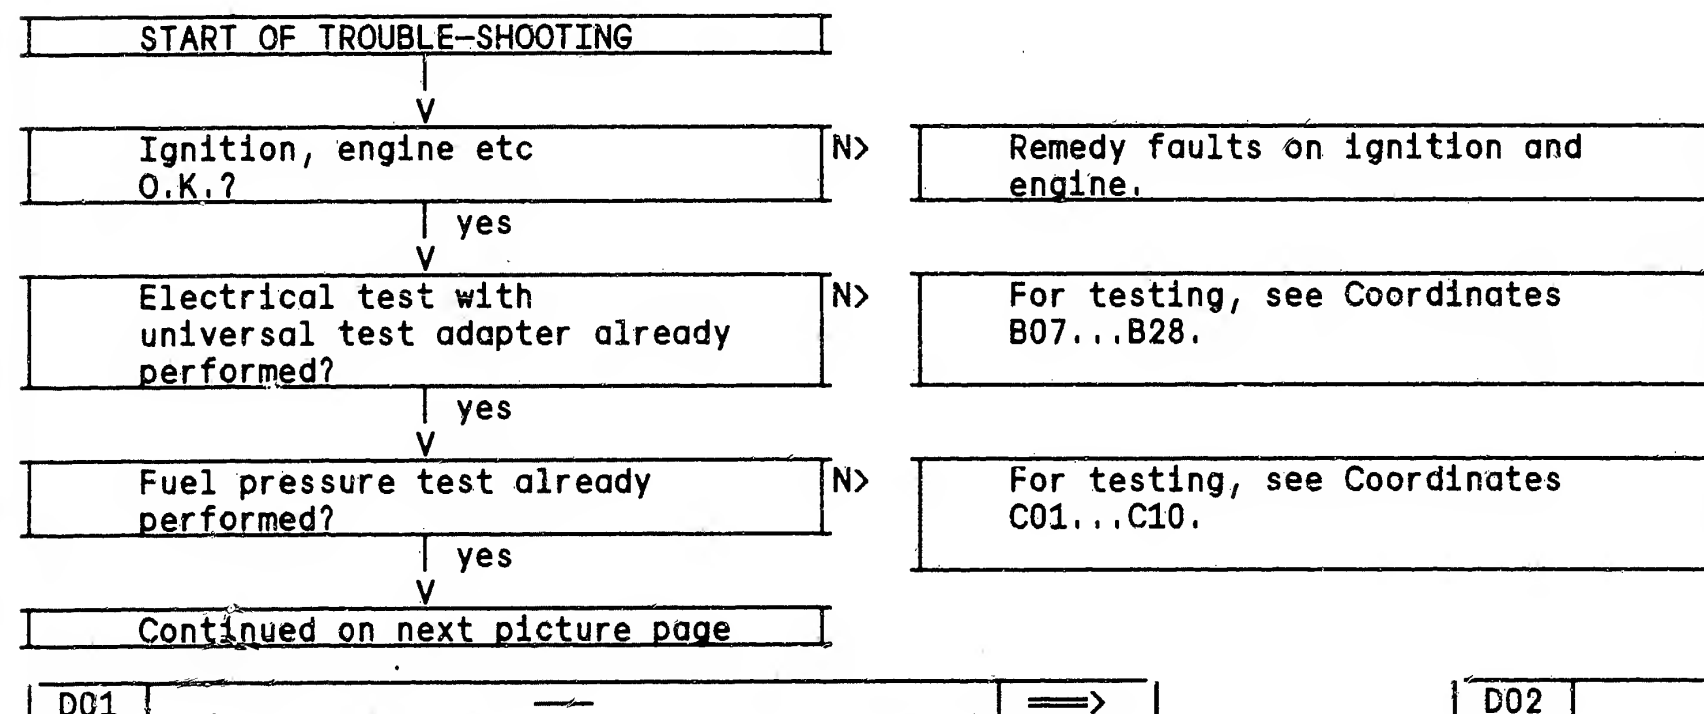 START OF TROUBLE-SHOOTING
V
Ignition, engine etc
O.K.?
N>
Remedy faults on ignition and
engine.
yes
V
Electrical test with
universal test adapter already
performed?
N>
For testing, see Coordinates
B07...B28.
yes
V
Fuel pressure test already
performed?
N>
For testing, see Coordinates
C01...C10.
yes
V
Continued on next picture page
D01
D02